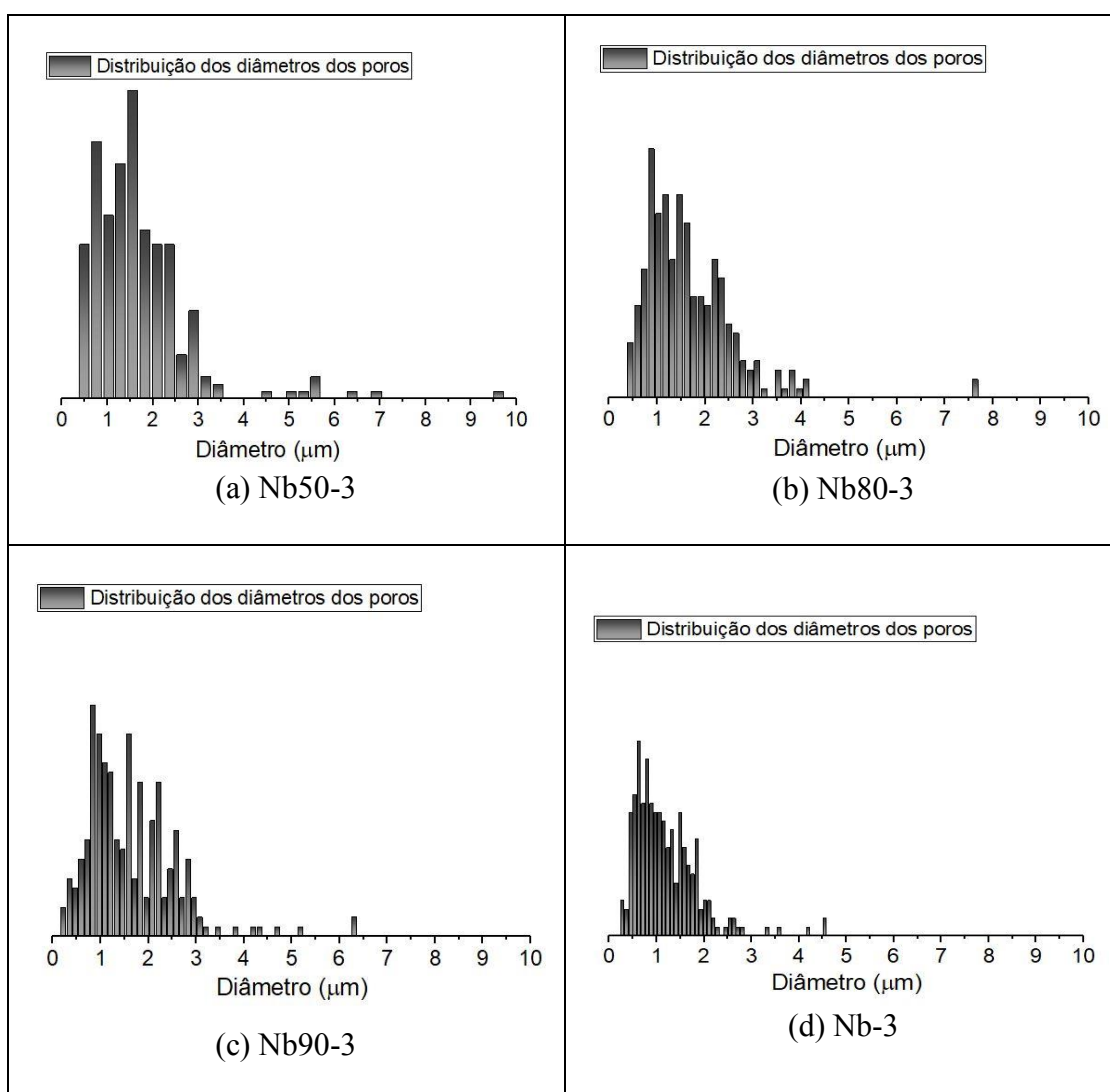 Distribuição dos diâmetros dos poros
0 1 2 3 4 5 6 7 8 9 10
Diâmetro (μm)
(a) Nb50-3
Distribuição dos diâmetros dos poros
0 1 2 3 4 5 6 7 8 9 10
Diâmetro (μm)
(b) Nb80-3
Distribuição dos diâmetros dos poros
0 1 2 3 4 5 6 7 8 9 10
Diâmetro (μm)
(c) Nb90-3
Distribuição dos diâmetros dos poros
0 1 2 3 4 5 6 7 8 9 10
Diâmetro (μm)
(d) Nb-3